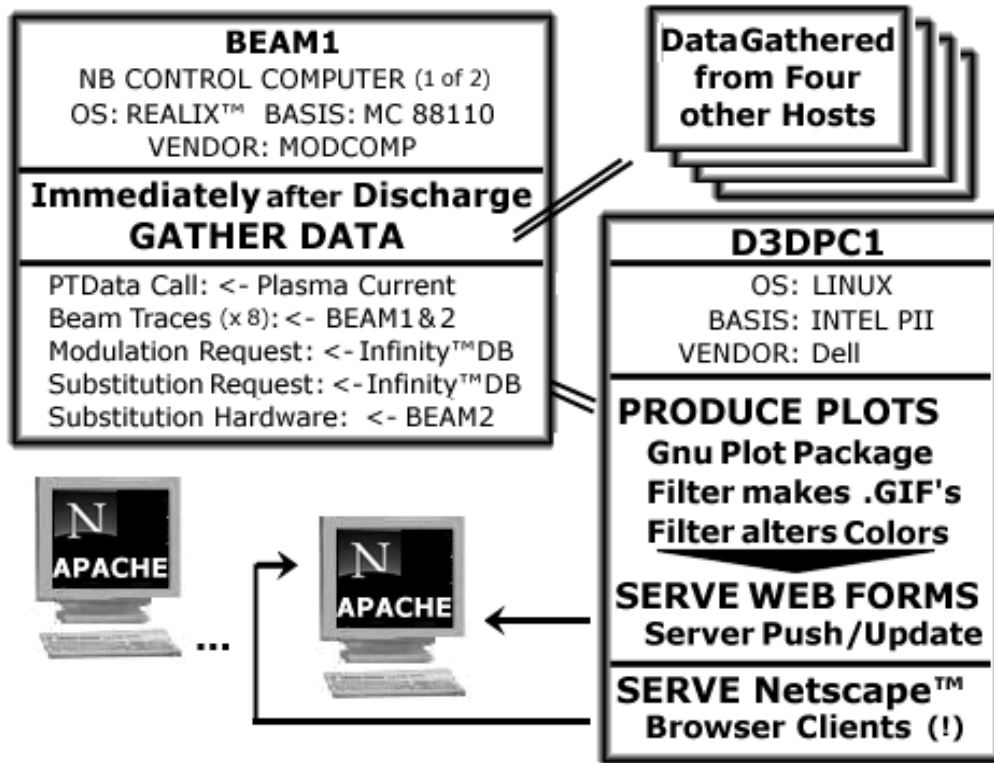 BEAM1
NB CONTROL COMPUTER (1 of 2)
OS: REALIX™ BASIS: MC 88110
VENDOR: MODCOMP
Immediately after Discharge
GATHER DATA
PTData Call: <- Plasma Current
Beam Traces (x 8): <- BEAM1&2
Modulation Request: <- Infinity™DB
Substitution Request: <-Infinity™DB
Substitution Hardware: <- BEAM2
Data Gathered
from Four
other Hosts
D3DPC1
OS: LINUX
BASIS: INTEL PII
VENDOR: Dell
PRODUCE PLOTS
Gnu Plot Package
Filter makes .GIF's
Filter alters Colors
SERVE WEB FORMS
Server Push/Update
SERVE Netscape™
Browser Clients (!)
N
APACHE
...
N
APACHE